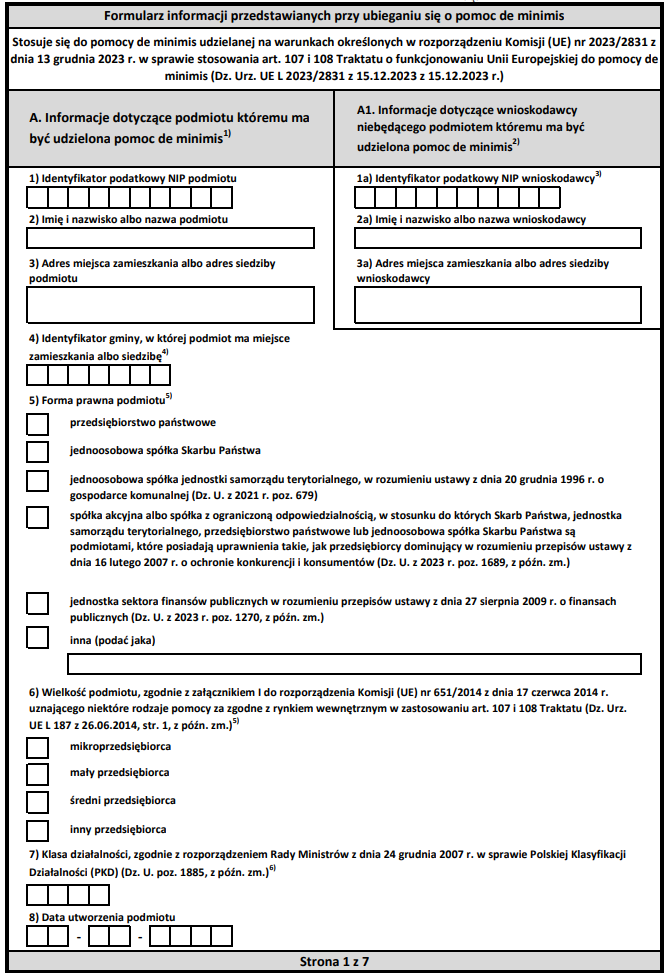 Formularz informacji przedstawianych przy ubieganiu się o pomoc de minimis
Stosuje się do pomocy de minimis udzielanej na warunkach określonych w rozporządzeniu Komisji (UE) nr 2023/2831 z
dnia 13 grudnia 2023 r. w sprawie stosowania art. 107 i 108 Traktatu o funkcjonowaniu Unii Europejskiej do pomocy de
minimis (Dz. Urz. UE L 2023/2831 z 15.12.2023 z 15.12.2023 r.)
A. Informacje dotyczące podmiotu któremu ma
być udzielona pomoc de minimis1)
A1. Informacje dotyczące wnioskodawcy
niebędącego podmiotem któremu ma być
udzielona pomoc de minimis2)
1) Identyfikator podatkowy NIP podmiotu
1a) Identyfikator podatkowy NIP wnioskodawcy3)
2) Imię i nazwisko albo nazwa podmiotu
2a) Imię i nazwisko albo nazwa wnioskodawcy
3) Adres miejsca zamieszkania albo adres siedziby
podmiotu
3a) Adres miejsca zamieszkania albo adres siedziby
wnioskodawcy
4) Identyfikator gminy, w której podmiot ma miejsce
zamieszkania albo siedzibę4)
5) Forma prawna podmiotu5)
przedsiębiorstwo państwowe
jednoosobowa spółka Skarbu Państwa
jednoosobowa spółka jednostki samorządu terytorialnego, w rozumieniu ustawy z dnia 20 grudnia 1996 r. o
gospodarce komunalnej (Dz. U. z 2021 r. poz. 679)
spółka akcyjna albo spółka z ograniczoną odpowiedzialnością, w stosunku do których Skarb Państwa, jednostka
samorządu terytorialnego, przedsiębiorstwo państwowe lub jednoosobowa spółka Skarbu Państwa są
podmiotami, które posiadają uprawnienia takie, jak przedsiębiorcy dominujący w rozumieniu przepisów ustawy z
dnia 16 lutego 2007 r. o ochronie konkurencji i konsumentów (Dz. U. z 2023 r. poz. 1689, z późn. zm.)
jednostka sektora finansów publicznych w rozumieniu przepisów ustawy z dnia 27 sierpnia 2009 r. o finansach
publicznych (Dz. U. z 2023 r. poz. 1270, z późn. zm.)
inna (podać jaka)
6) Wielkość podmiotu, zgodnie z załącznikiem I do rozporządzenia Komisji (UE) nr 651/2014 z dnia 17 czerwca 2014 r.
uznającego niektóre rodzaje pomocy za zgodne z rynkiem wewnętrznym w zastosowaniu art. 107 i 108 Traktatu (Dz. Urz.
UE L 187 z 26.06.2014, str. 1, z późn. zm.)5)
mikroprzedsiębiorca
mały przedsiębiorca
średni przedsiębiorca
inny przedsiębiorca
7) Klasa działalności, zgodnie z rozporządzeniem Rady Ministrów z dnia 24 grudnia 2007 r. w sprawie Polskiej Klasyfikacji
Działalności (PKD) (Dz. U. poz. 1885, z późn. zm.)6)
8) Data utworzenia podmiotu
- -
Strona 1 z 7